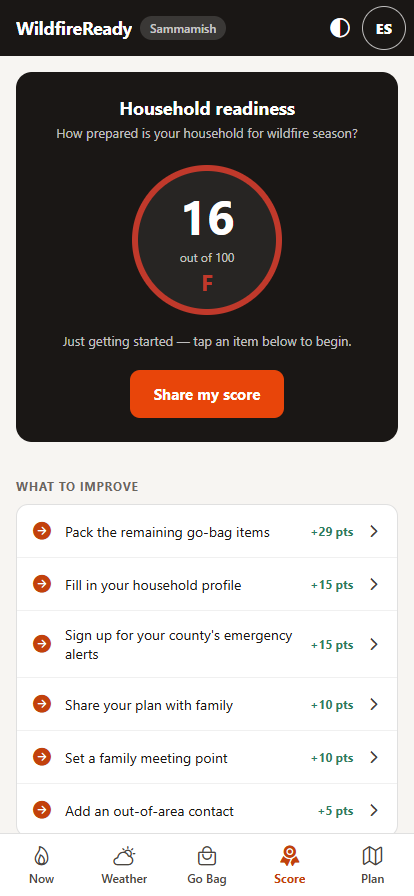 WildfireReady Sammamish ES
Household readiness
How prepared is your household for wildfire season?
16
out of 100
F
Just getting started — tap an item below to begin.
Share my score
WHAT TO IMPROVE
Pack the remaining go-bag items +29 pts
Fill in your household profile +15 pts
Sign up for your county's emergency
alerts +15 pts
Share your plan with family +10 pts
Set a family meeting point +10 pts
Add an out-of-area contact +5 pts
Now Weather Go Bag Score Plan